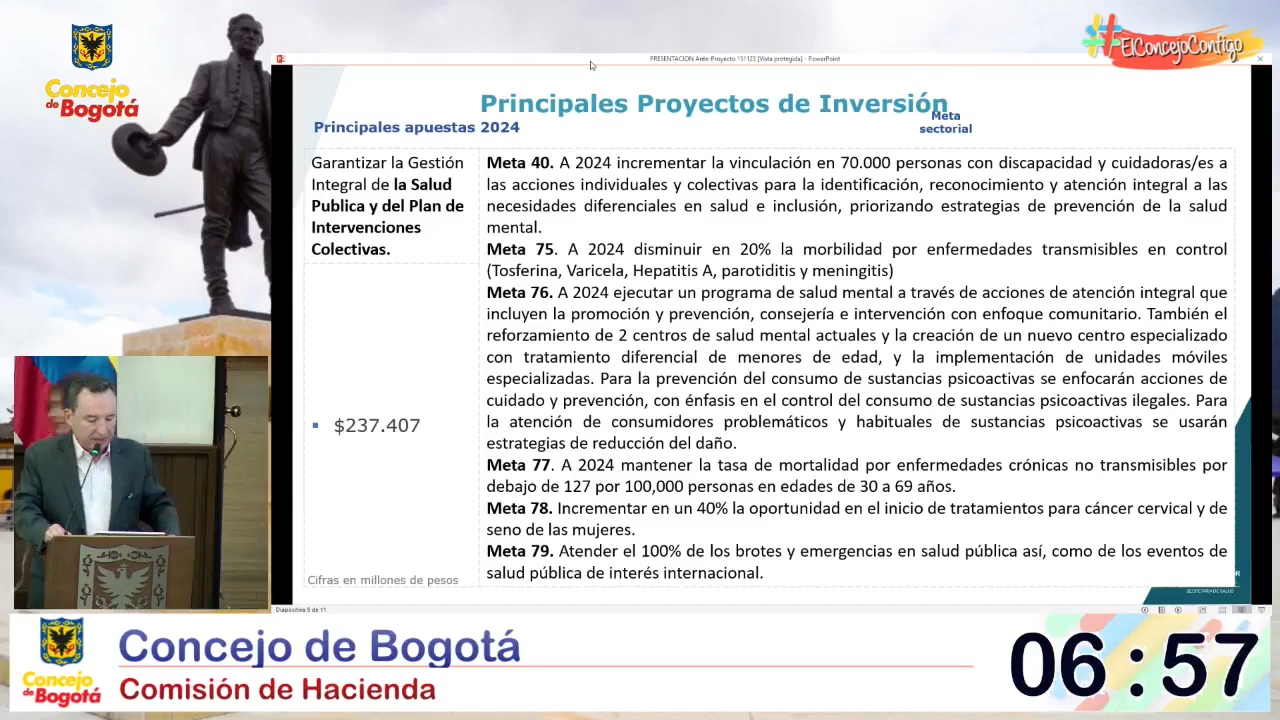 Concejo
de Bogotá
#ElConcejoContigo
PRESENTACION Ante-Proyecto 151123 [Vista protegida] - PowerPoint
Principales Proyectos de Inversión
Principales apuestas 2024
Meta
sectorial
Garantizar la Gestión
Integral de la Salud
Publica y del Plan de
Intervenciones
Colectivas.
$237.407
Cifras en millones de pesos
Meta 40. A 2024 incrementar la vinculación en 70.000 personas con discapacidad y cuidadoras/es a
las acciones individuales y colectivas para la identificación, reconocimiento y atención integral a las
necesidades diferenciales en salud e inclusión, priorizando estrategias de prevención de la salud
mental.
Meta 75. A 2024 disminuir en 20% la morbilidad por enfermedades transmisibles en control
(Tosferina, Varicela, Hepatitis A, parotiditis y meningitis)
Meta 76. A 2024 ejecutar un programa de salud mental a través de acciones de atención integral que
incluyen la promoción y prevención, consejería e intervención con enfoque comunitario. También el
reforzamiento de 2 centros de salud mental actuales y la creación de un nuevo centro especializado
con tratamiento diferencial de menores de edad, y la implementación de unidades móviles
especializadas. Para la prevención del consumo de sustancias psicoactivas se enfocarán acciones de
cuidado y prevención, con énfasis en el control del consumo de sustancias psicoactivas ilegales. Para
la atención de consumidores problemáticos y habituales de sustancias psicoactivas se usarán
estrategias de reducción del daño.
Meta 77. A 2024 mantener la tasa de mortalidad por enfermedades crónicas no transmisibles por
debajo de 127 por 100,000 personas en edades de 30 a 69 años.
Meta 78. Incrementar en un 40% la oportunidad en el inicio de tratamientos para cáncer cervical y de
seno de las mujeres.
Meta 79. Atender el 100% de los brotes y emergencias en salud pública así, como de los eventos de
salud pública de interés internacional.
SECRETARÍA DE SALUD
Diapositiva 9 de 11
Concejo
de Bogotá
Concejo de Bogotá
Comisión de Hacienda
06:57